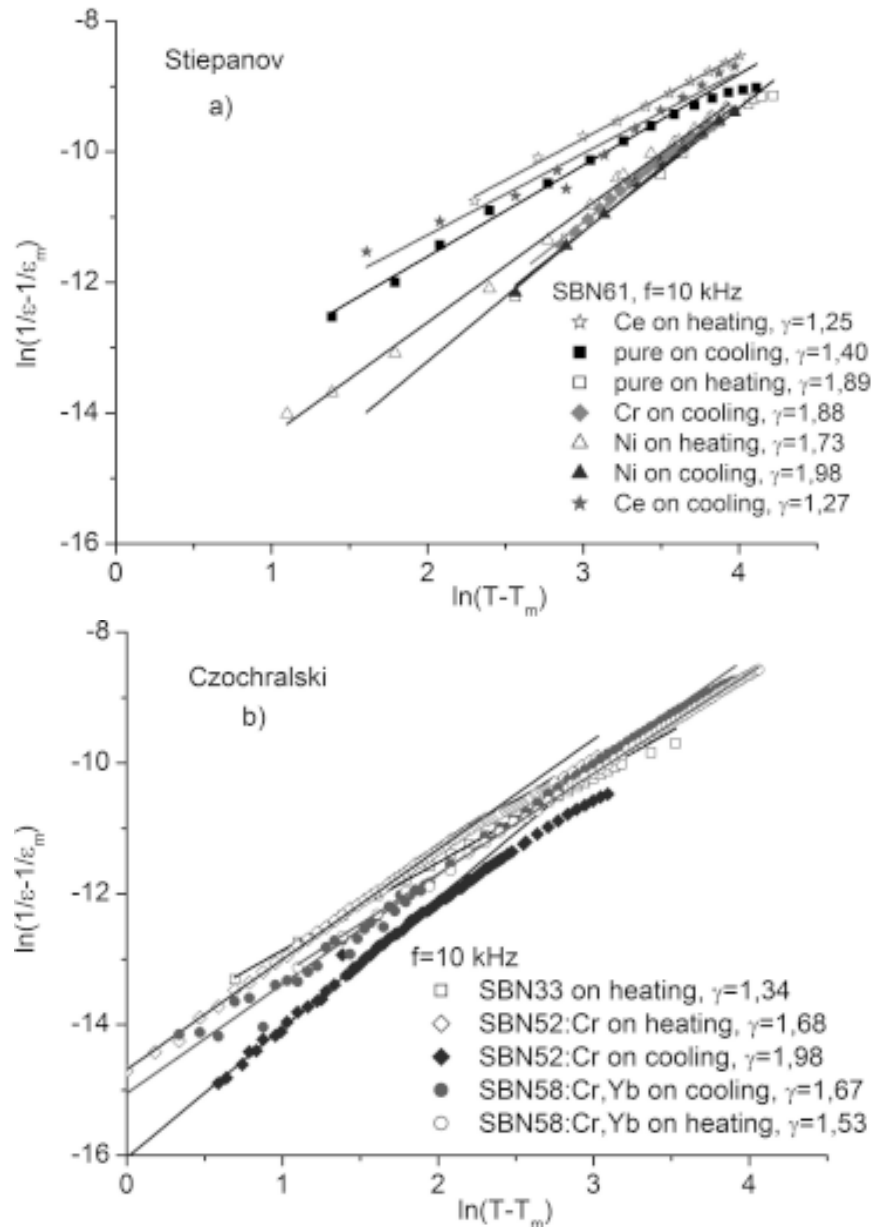 -8
Stiepanov
a)
-10
ln(1/ε-1/ε_m)
-12
SBN61, f=10 kHz
Ce on heating, γ=1,25
pure on cooling, γ=1,40
pure on heating, γ=1,89
-14
Cr on cooling, γ=1,88
Ni on heating, γ=1,73
Ni on cooling, γ=1,98
Ce on cooling, γ=1,27
-16
0 1 2 3 4
ln(T-T_m)
-8
Czochralski
b)
-10
ln(1/ε-1/ε_m)
-12
f=10 kHz
SBN33 on heating, γ=1,34
-14
SBN52:Cr on heating, γ=1,68
SBN52:Cr on cooling, γ=1,98
SBN58:Cr,Yb on cooling, γ=1,67
SBN58:Cr,Yb on heating, γ=1,53
-16
0 1 2 3 4
ln(T-T_m)